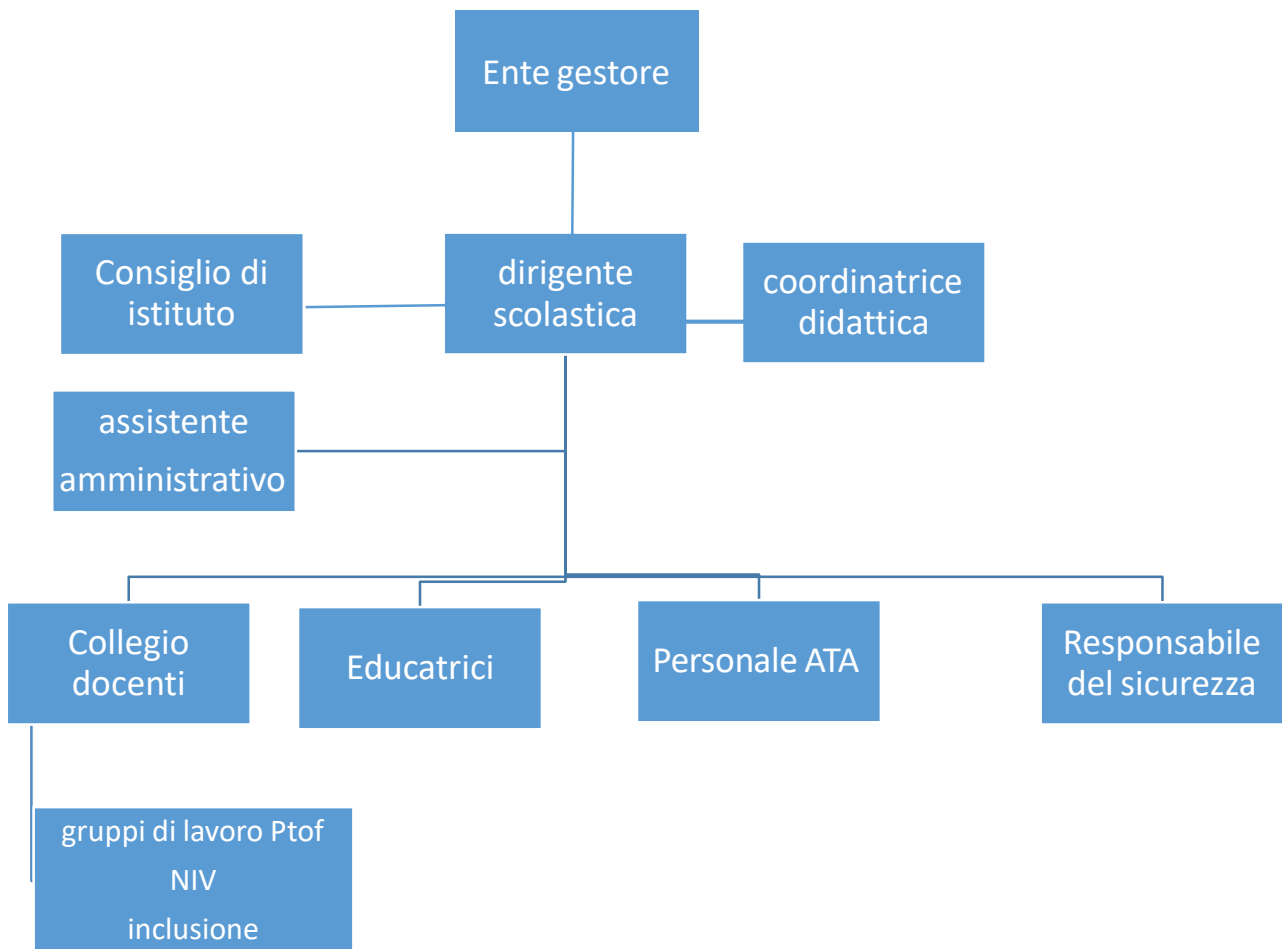 Ente gestore
Consiglio di
istituto
dirigente
scolastica
coordinatrice
didattica
assistente
amministrativo
Collegio
docenti
Educatrici
Personale ATA
Responsabile
del sicurezza
gruppi di lavoro Ptof
NIV
inclusione